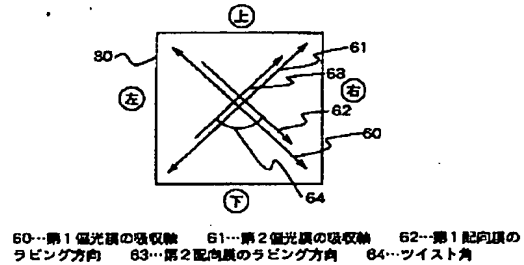 上
80
61
63
左
右
62
60
64
下
60…第1偏光膜の吸収軸 61…第2偏光膜の吸収軸 62…第1配向膜の
ラビング方向 63…第2配向膜のラビング方向 64…ツイスト角